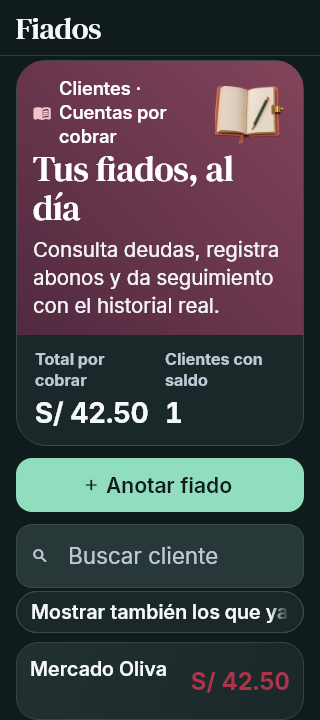 Fiados
Clientes ·
Cuentas por
cobrar
Tus fiados, al
día
Consulta deudas, registra
abonos y da seguimiento
con el historial real.
Total por
cobrar
S/ 42.50
Clientes con
saldo
1
+ Anotar fiado
Buscar cliente
Mostrar también los que ya
Mercado Oliva
S/ 42.50